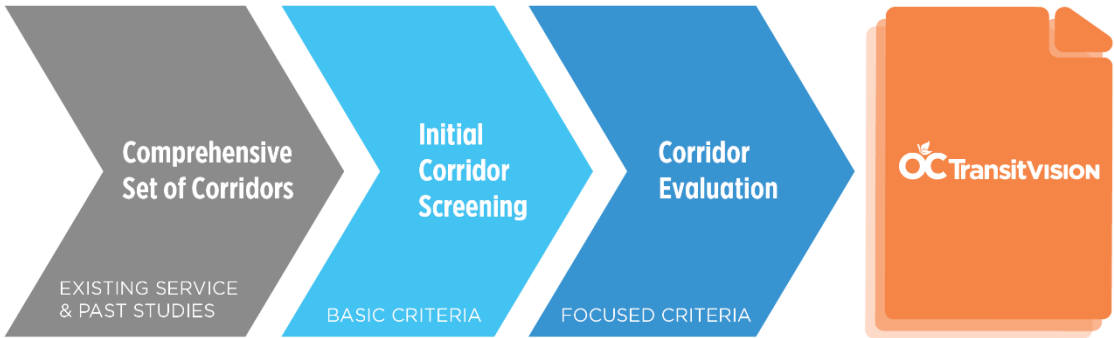 Comprehensive
Set of Corridors
EXISTING SERVICE
& PAST STUDIES
Initial
Corridor
Screening
BASIC CRITERIA
Corridor
Evaluation
FOCUSED CRITERIA
OC TransitVISION